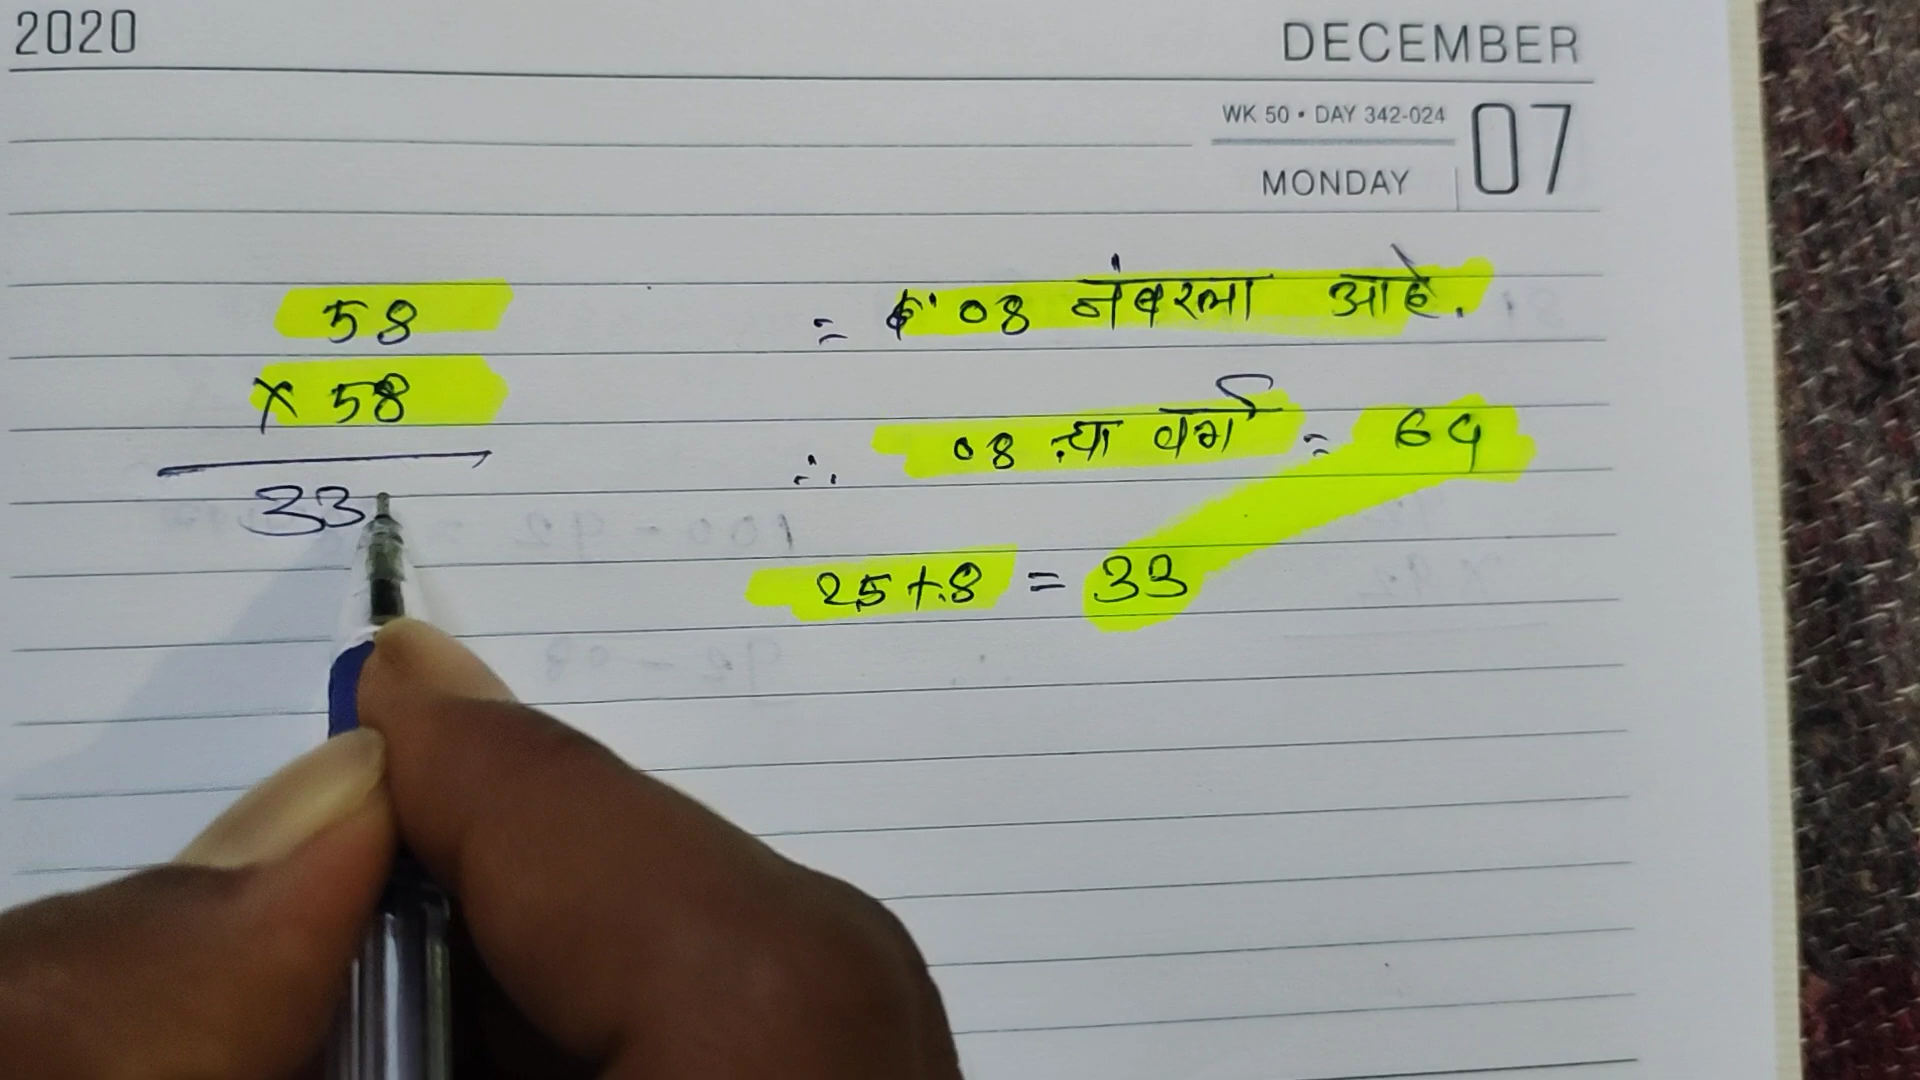 2020
DECEMBER
WK 50 • DAY 342-024
07
MONDAY
58
= 08 नंबरला आहे.
× 58
∴ 08 चा वर्ग = 64
33
25 + 8 = 33